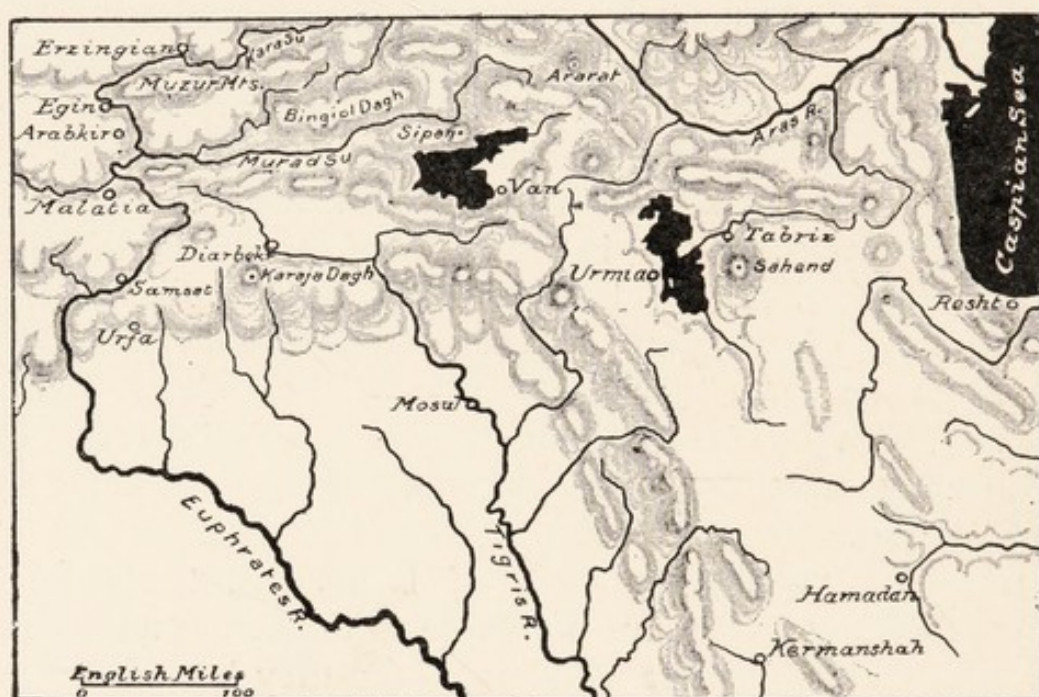 Erzingian
Kara Su
Muzur Mts.
Ararat
Egin
Bingiol Dagh
Arabkir
Sipan
Aras R.
Murad Su
Van
Malatia
Caspian Sea
Diarbekr
Tabriz
Karaja Dagh
Urmia
Sahend
Samsat
Resht
Urfa
Mosul
Euphrates R.
Tigris R.
Hamadan
Kermanshah
English Miles
0 100